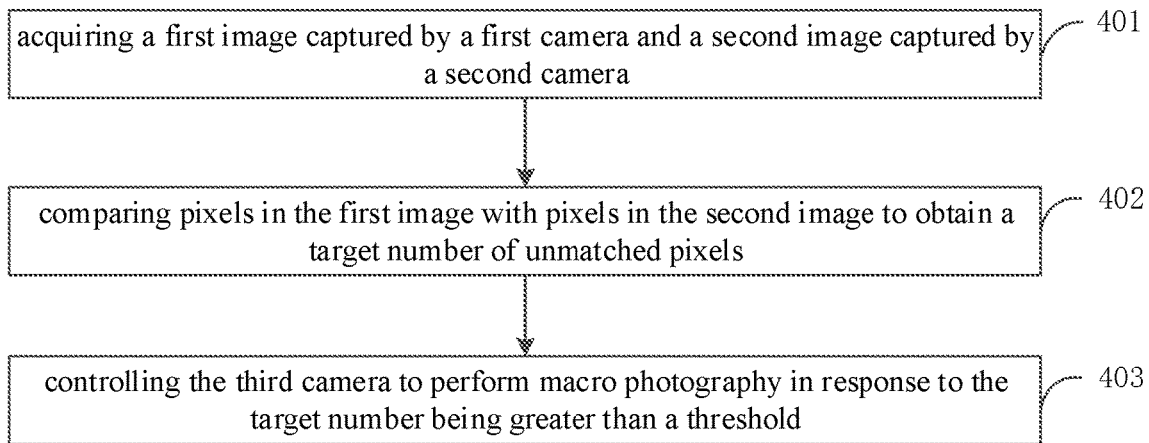 acquiring a first image captured by a first camera and a second image captured by
a second camera
401
comparing pixels in the first image with pixels in the second image to obtain a
target number of unmatched pixels
402
controlling the third camera to perform macro photography in response to the
target number being greater than a threshold
403